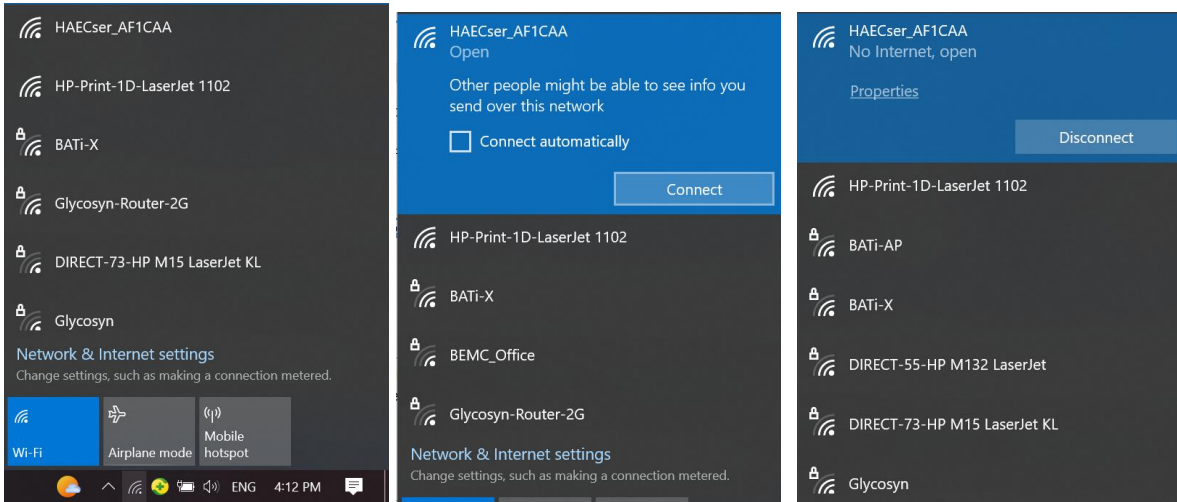 HAECser_AF1CAA
HP-Print-1D-LaserJet 1102
BATi-X
Glycosyn-Router-2G
DIRECT-73-HP M15 LaserJet KL
Glycosyn
Network & Internet settings
Change settings, such as making a connection metered.
Wi-Fi
Airplane mode
Mobile
hotspot
ENG
4:12 PM
HAECser_AF1CAA
Open
Other people might be able to see info you
send over this network
Connect automatically
Connect
HP-Print-1D-LaserJet 1102
BATi-X
BEMC_Office
Glycosyn-Router-2G
Network & Internet settings
Change settings, such as making a connection metered.
HAECser_AF1CAA
No Internet, open
Properties
Disconnect
HP-Print-1D-LaserJet 1102
BATi-AP
BATi-X
DIRECT-55-HP M132 LaserJet
DIRECT-73-HP M15 LaserJet KL
Glycosyn